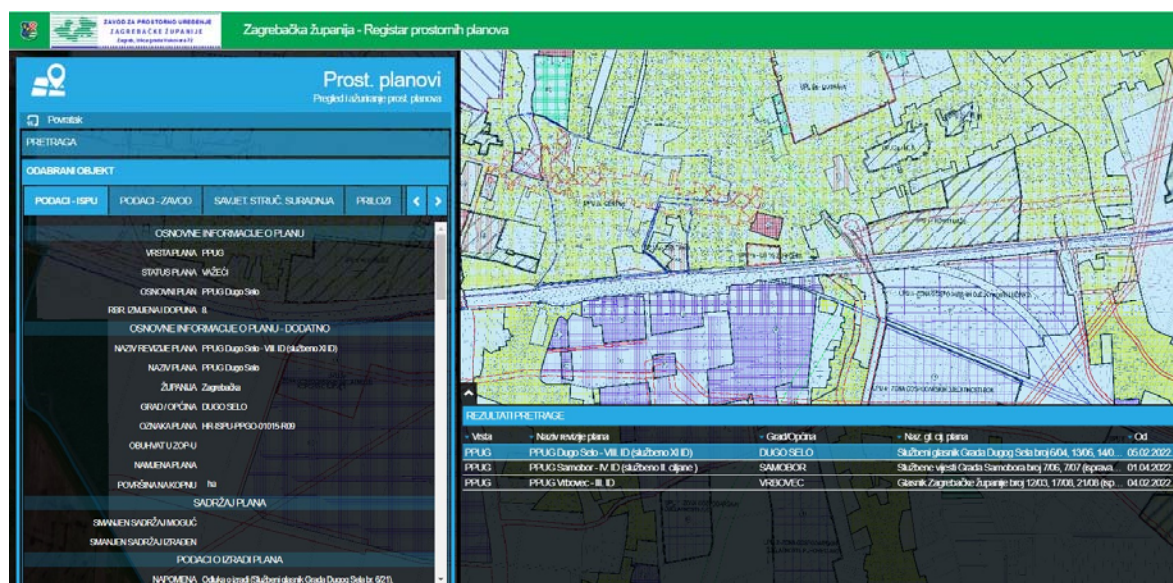 ZAVOD ZA PROSTORNO UREĐENJE
ZAGREBAČKE ŽUPANIJE
Zagrebačka županija - Registar prostornih planova
Prost. planovi
Pregled i ažuriranje prost. planova
Povratak
PRETRAGA
ODABRANI OBJEKT
PODACI - ISPU
PODACI - ZAVOD
SAVJET. STRUČ. SURADNJA
PRILOZI
OSNOVNE INFORMACIJE O PLANU
VRSTA PLANA PPUG
STATUS PLANA VAŽEĆI
OSNOVNI PLAN PPUG Dugo Selo
RBR. IZMJENA I DOPUNA 8.
OSNOVNE INFORMACIJE O PLANU - DODATNO
NAZIV REVIZIJE PLANA PPUG Dugo Selo - VIII. ID (službeno XI ID)
NAZIV PLANA PPUG Dugo Selo
ŽUPANIJA Zagrebačka
GRAD / OPĆINA DUGO SELO
OZNAKA PLANA HR-ISPU-PPGO-01015-R09
OBUHVAT U ZOP-U
NAMJENA PLANA
POVRŠINA NA KOPNU ha
SADRŽAJ PLANA
SMANJEN SADRŽAJ MOGUĆ
SMANJEN SADRŽAJ IZRAĐEN
PODACI O IZRADI PLANA
NAPOMENA Odluka o izradi (Službeni glasnik Grada Dugog Sela br. 6/21).
REZULTATI PRETRAGE
Vrsta Naziv revizije plana Grad/Općina Naz. gl. cij. plana Od
PPUG PPUG Dugo Selo - VIII. ID (službeno XI ID) DUGO SELO Službeni glasnik Grada Dugog Sela broj 6/04, 13/06, 14/0... 05.02.2022.
PPUG PPUG Samobor - IV. ID (službeno II. ciljane ) SAMOBOR Službene vijesti Grada Samobora broj 7/06, 7/07 (isprava... 01.04.2022.
PPUG PPUG Vrbovec - III. ID VRBOVEC Glasnik Zagrebačke županije broj 12/03, 17/08, 21/08 (isp... 04.02.2022.